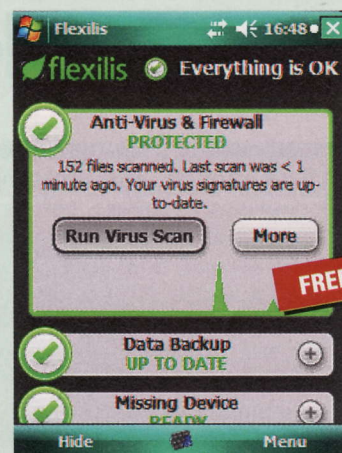 Flexilis 16:48
flexilis Everything is OK
Anti-Virus & Firewall
PROTECTED
152 files scanned. Last scan was < 1
minute ago. Your virus signatures are up-
to-date.
Run Virus Scan More
FREE
Data Backup
UP TO DATE
Missing Device
READY
Hide Menu